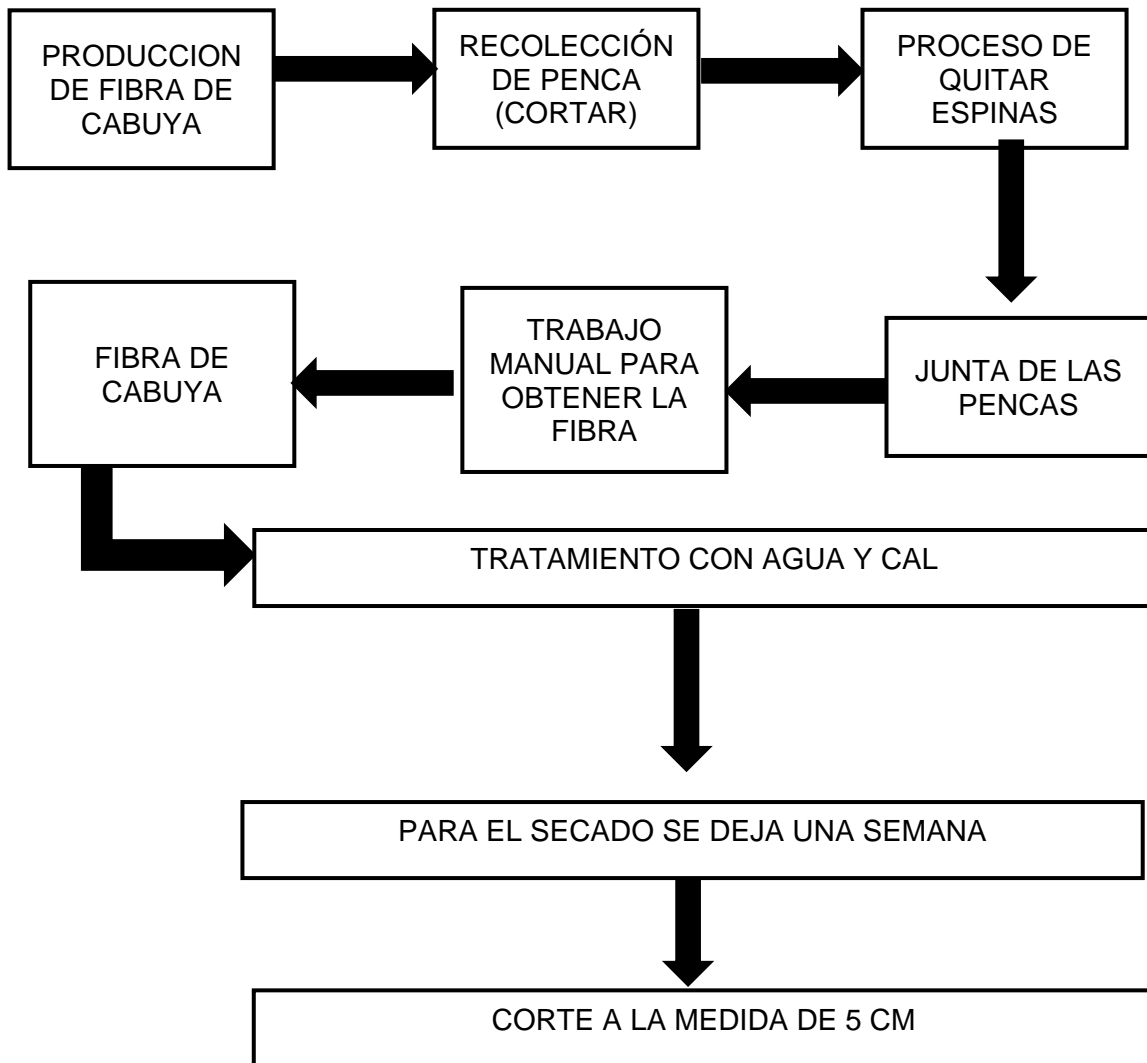 PRODUCCION
DE FIBRA DE
CABUYA
RECOLECCIÓN
DE PENCA
(CORTAR)
PROCESO DE
QUITAR
ESPINAS
JUNTA DE LAS
PENCAS
TRABAJO
MANUAL PARA
OBTENER LA
FIBRA
FIBRA DE
CABUYA
TRATAMIENTO CON AGUA Y CAL
PARA EL SECADO SE DEJA UNA SEMANA
CORTE A LA MEDIDA DE 5 CM